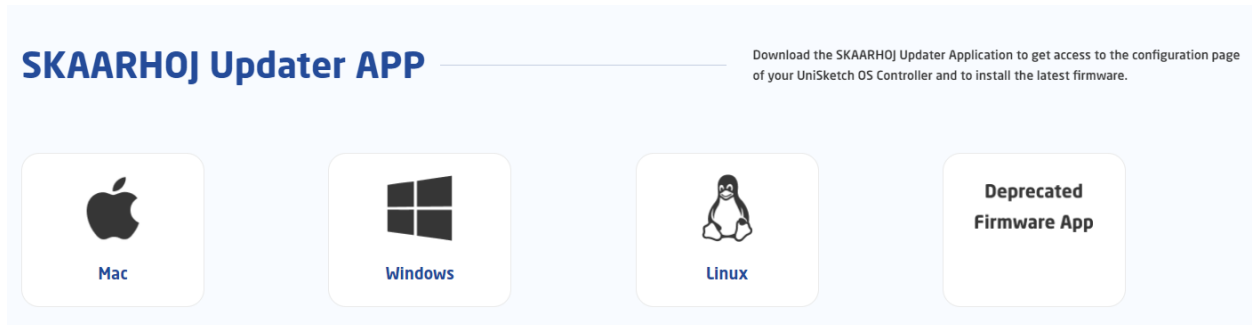 SKAARHOJ Updater APP
Download the SKAARHOJ Updater Application to get access to the configuration page
of your UniSketch OS Controller and to install the latest firmware.
Mac
Windows
Linux
Deprecated
Firmware App